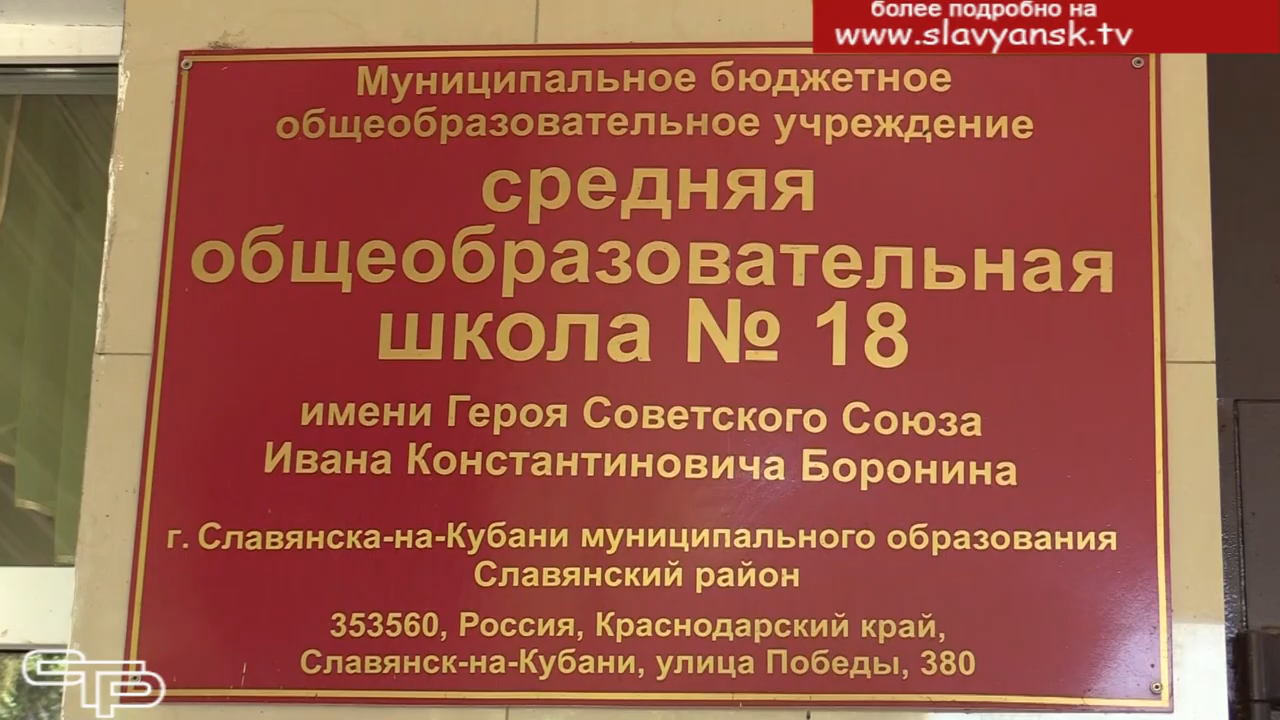 более подробно на
www.slavyansk.tv
Муниципальное бюджетное
общеобразовательное учреждение
средняя
общеобразовательная
школа № 18
имени Героя Советского Союза
Ивана Константиновича Боронина
г. Славянска-на-Кубани муниципального образования
Славянский район
353560, Россия, Краснодарский край,
Славянск-на-Кубани, улица Победы, 380
СТР